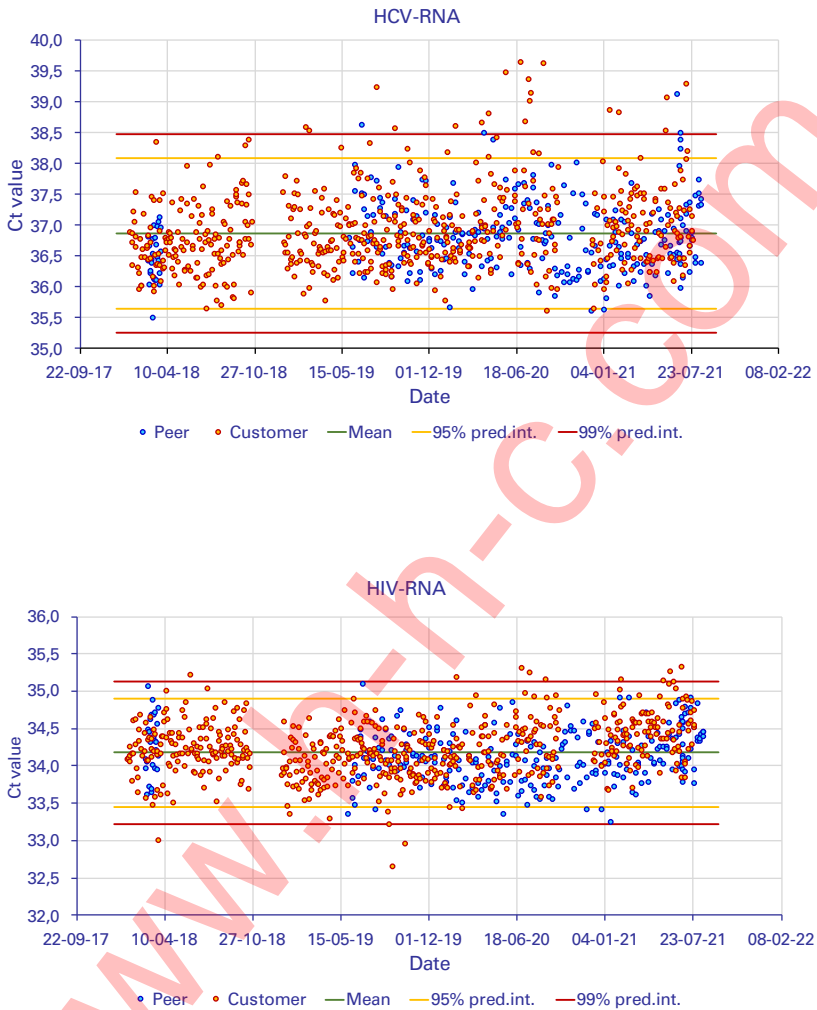 HCV-RNA
40,0
39,5
39,0
38,5
38,0
37,5
37,0
36,5
36,0
35,5
35,0
Ct value
22-09-17 10-04-18 27-10-18 15-05-19 01-12-19 18-06-20 04-01-21 23-07-21 08-02-22
Date
Peer Customer Mean 95% pred.int. 99% pred.int.
HIV-RNA
36,0
35,5
35,0
34,5
34,0
33,5
33,0
32,5
32,0
Ct value
22-09-17 10-04-18 27-10-18 15-05-19 01-12-19 18-06-20 04-01-21 23-07-21 08-02-22
Date
Peer Customer Mean 95% pred.int. 99% pred.int.
www.h-h-c.com